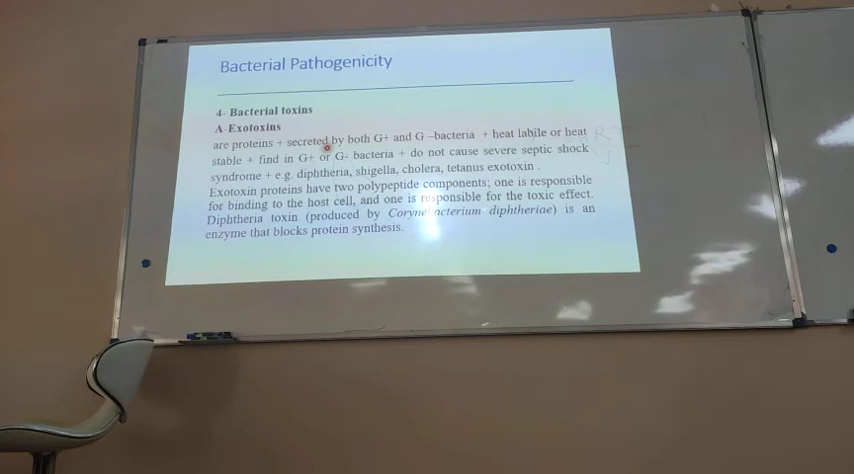 Bacterial Pathogenicity
4- Bacterial toxins
A-Exotoxins
are proteins + secreted by both G+ and G –bacteria + heat labile or heat
stable + find in G+ or G- bacteria + do not cause severe septic shock
syndrome + e.g. diphtheria, shigella, cholera, tetanus exotoxin .
Exotoxin proteins have two polypeptide components; one is responsible
for binding to the host cell, and one is responsible for the toxic effect.
Diphtheria toxin (produced by Corynebacterium diphtheriae) is an
enzyme that blocks protein synthesis.